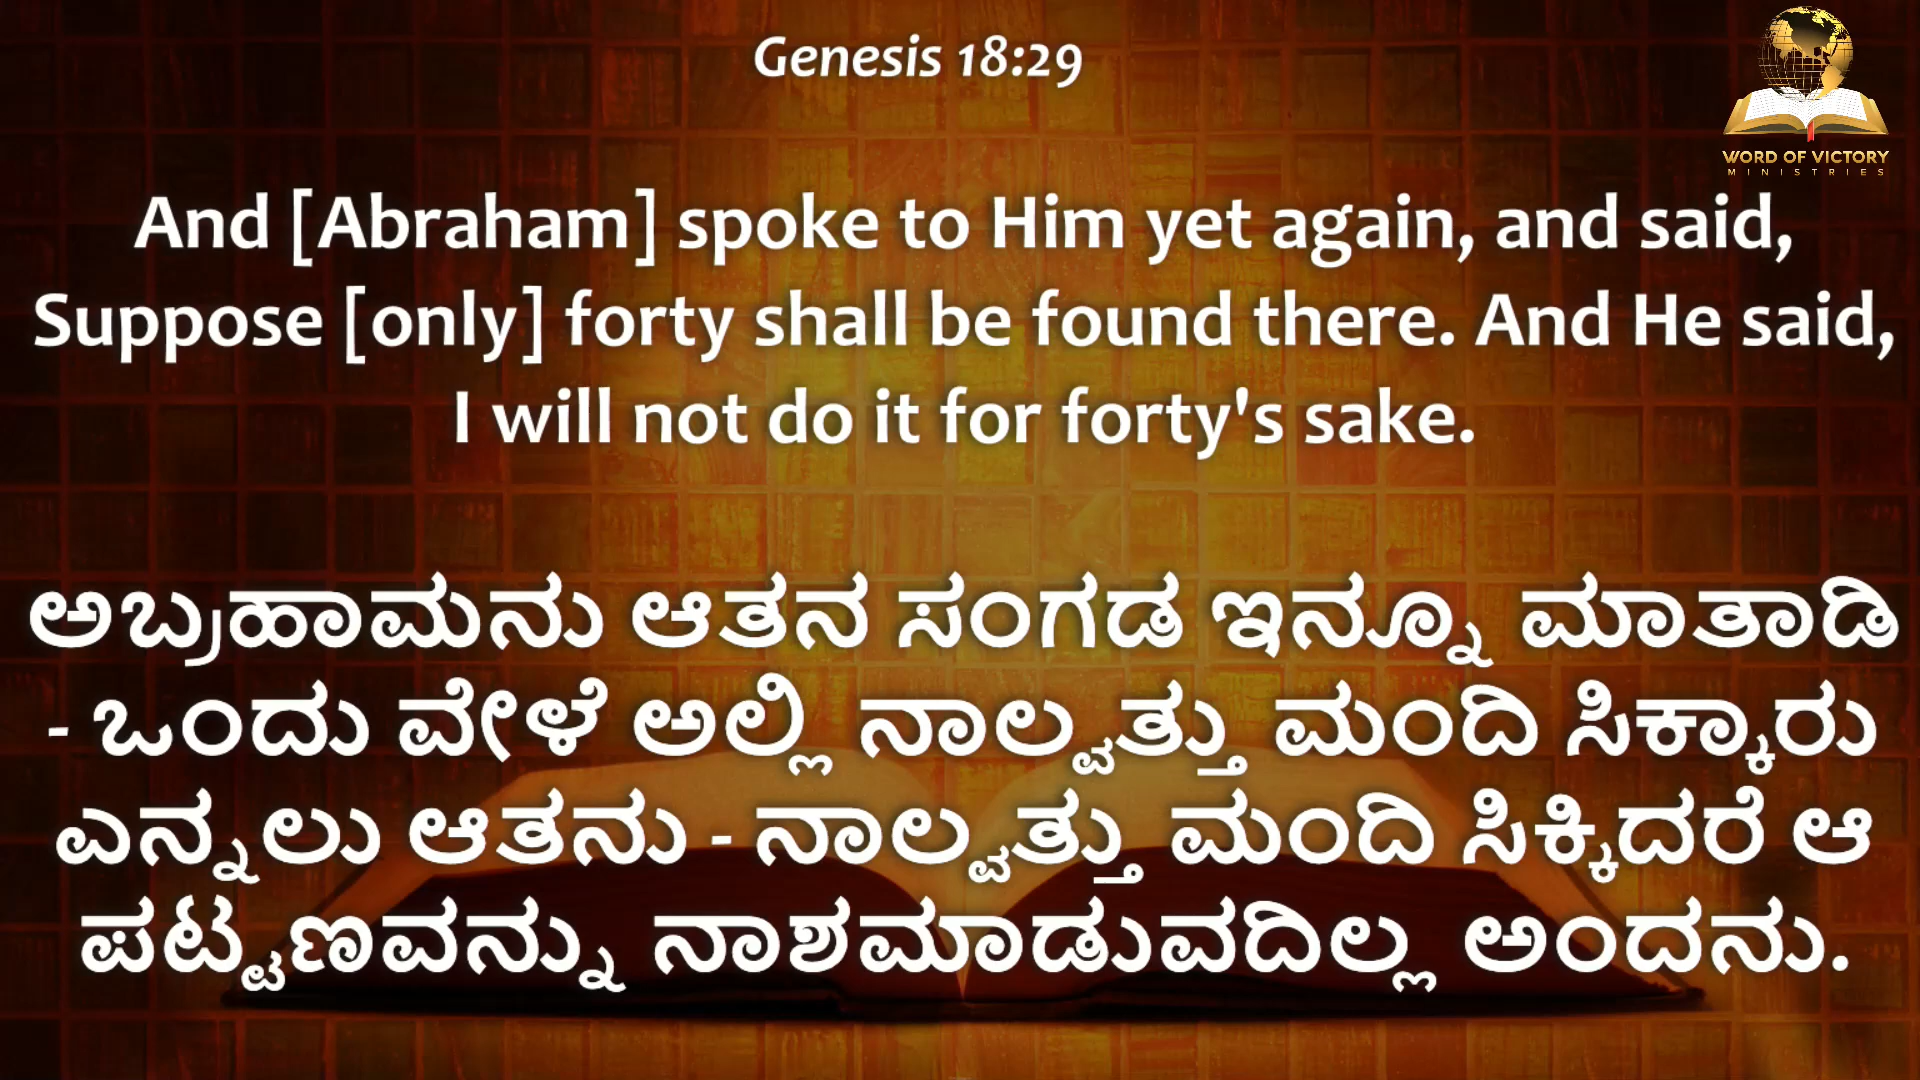 Genesis 18:29
WORD OF VICTORY
MINISTRIES
And [Abraham] spoke to Him yet again, and said,
Suppose [only] forty shall be found there. And He said,
I will not do it for forty's sake.
ಅಬ್ರಹಾಮನು ಆತನ ಸಂಗಡ ಇನ್ನೂ ಮಾತಾಡಿ
- ಒಂದು ವೇಳೆ ಅಲ್ಲಿ ನಾಲ್ವತ್ತು ಮಂದಿ ಸಿಕ್ಕಾರು
ಎನ್ನಲು ಆತನು - ನಾಲ್ವತ್ತು ಮಂದಿ ಸಿಕ್ಕಿದರೆ ಆ
ಪಟ್ಟಣವನ್ನು ನಾಶಮಾಡುವದಿಲ್ಲ ಅಂದನು.